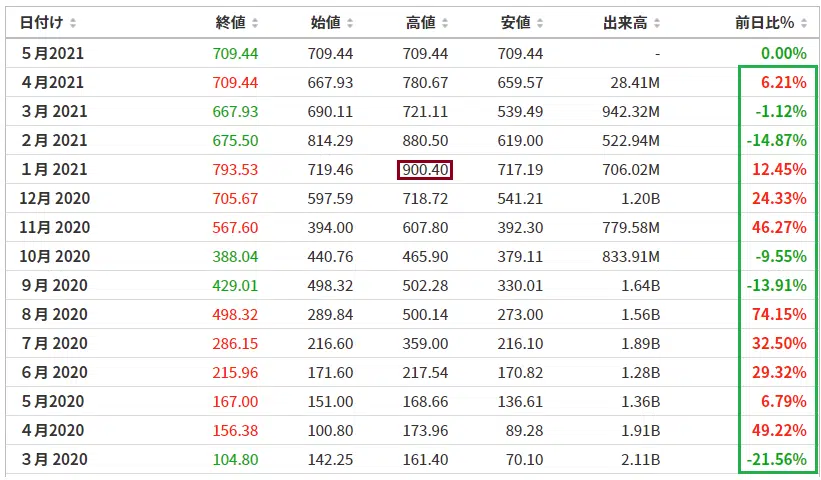 日付け 終値 始値 高値 安値 出来高 前日比%
５月2021 709.44 709.44 709.44 709.44 - 0.00%
４月2021 709.44 667.93 780.67 659.57 28.41M 6.21%
３月 2021 667.93 690.11 721.11 539.49 942.32M -1.12%
２月 2021 675.50 814.29 880.50 619.00 522.94M -14.87%
１月 2021 793.53 719.46 900.40 717.19 706.02M 12.45%
12月 2020 705.67 597.59 718.72 541.21 1.20B 24.33%
11月 2020 567.60 394.00 607.80 392.30 779.58M 46.27%
10月 2020 388.04 440.76 465.90 379.11 833.91M -9.55%
９月 2020 429.01 498.32 502.28 330.01 1.64B -13.91%
８月 2020 498.32 289.84 500.14 273.00 1.56B 74.15%
７月 2020 286.15 216.60 359.00 216.10 1.89B 32.50%
６月 2020 215.96 171.60 217.54 170.82 1.28B 29.32%
５月2020 167.00 151.00 168.66 136.61 1.36B 6.79%
４月2020 156.38 100.80 173.96 89.28 1.91B 49.22%
３月 2020 104.80 142.25 161.40 70.10 2.11B -21.56%